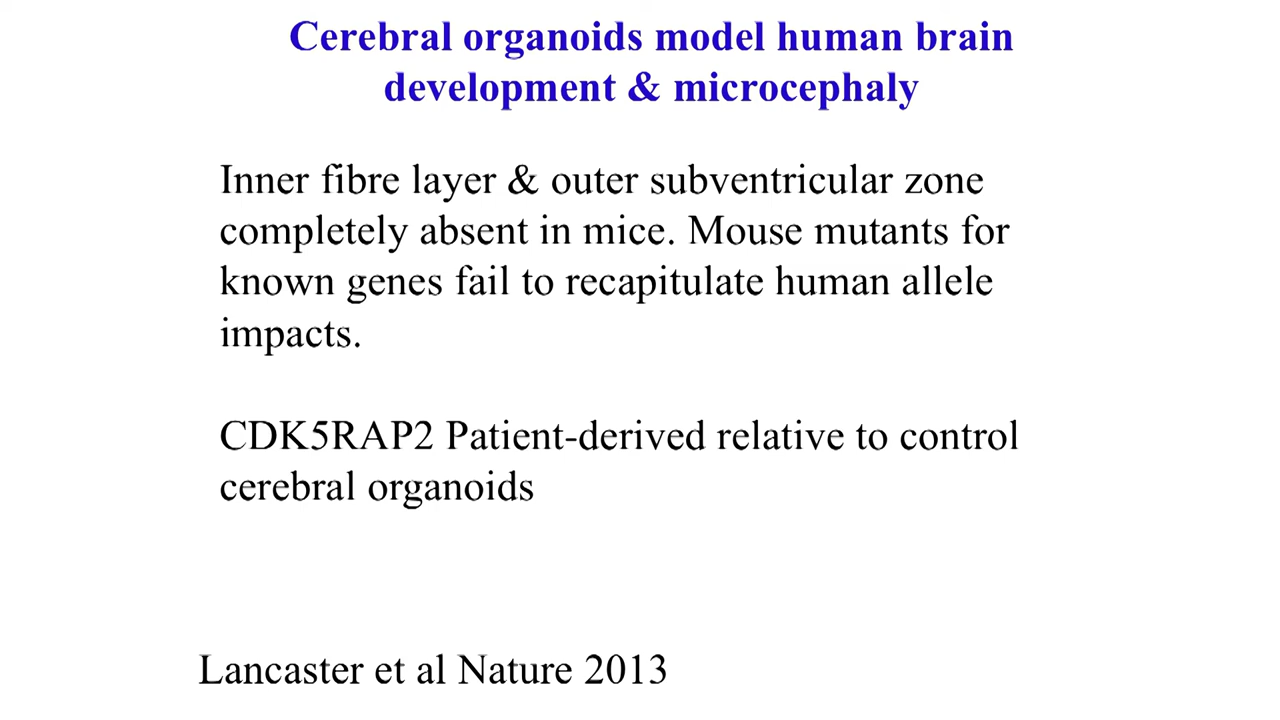 Cerebral organoids model human brain
development & microcephaly
Inner fibre layer & outer subventricular zone
completely absent in mice. Mouse mutants for
known genes fail to recapitulate human allele
impacts.
CDK5RAP2 Patient-derived relative to control
cerebral organoids
Lancaster et al Nature 2013